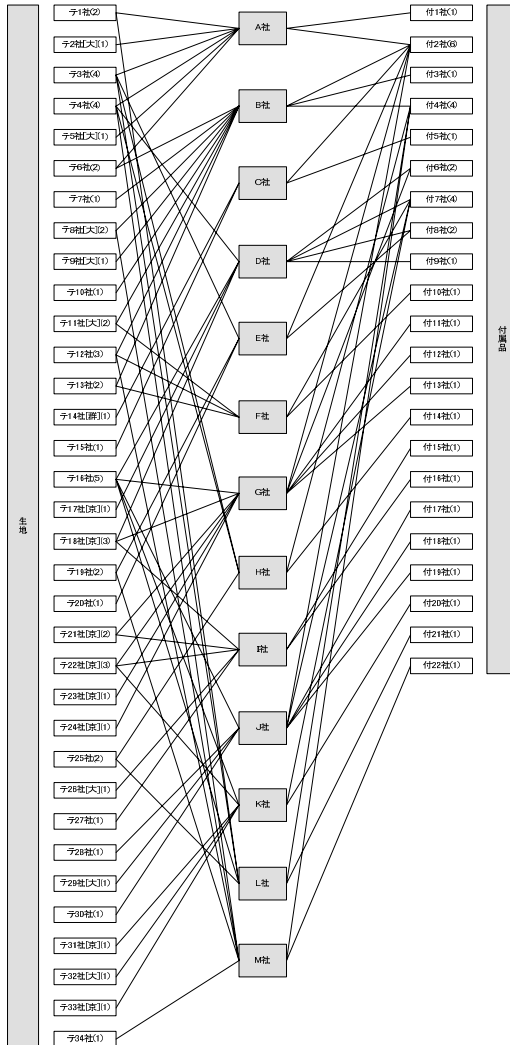 生地
テ1社(2)
テ2社[大](1)
テ3社(4)
テ4社(4)
テ5社[大](1)
テ6社(2)
テ7社(1)
テ8社[大](2)
テ9社[大](1)
テ10社(1)
テ11社[大](2)
テ12社(3)
テ13社(2)
テ14社[群](1)
テ15社(1)
テ16社(5)
テ17社[京](1)
テ18社[京](3)
テ19社(2)
テ20社(1)
テ21社[京](2)
テ22社[京](3)
テ23社[京](1)
テ24社[京](1)
テ25社(2)
テ26社[大](1)
テ27社(1)
テ28社(1)
テ29社[大](1)
テ30社(1)
テ31社[京](1)
テ32社[大](1)
テ33社[京](1)
テ34社(1)
A社
B社
C社
D社
E社
F社
G社
H社
I社
J社
K社
L社
M社
付1社(1)
付2社(6)
付3社(1)
付4社(4)
付5社(1)
付6社(2)
付7社(4)
付8社(2)
付9社(1)
付10社(1)
付11社(1)
付12社(1)
付13社(1)
付14社(1)
付15社(1)
付16社(1)
付17社(1)
付18社(1)
付19社(1)
付20社(1)
付21社(1)
付22社(1)
付属品